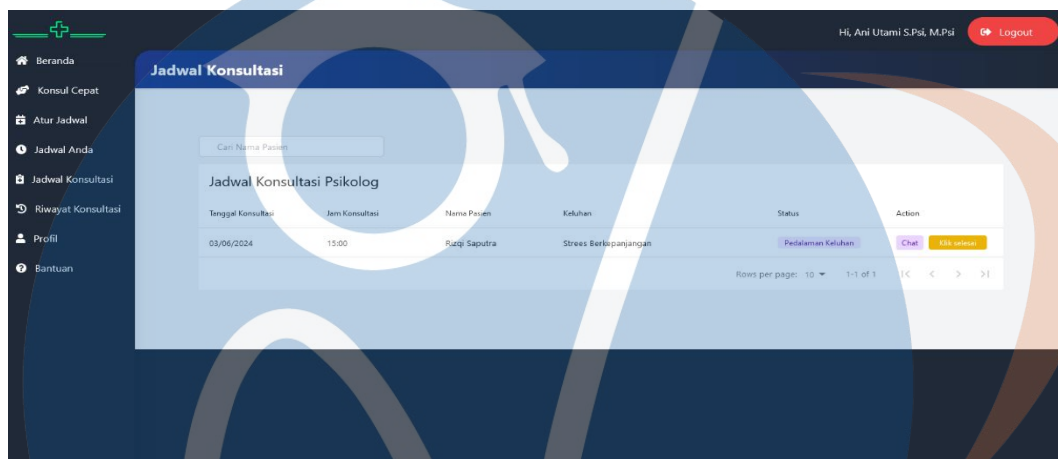 Hi, Ani Utami S.Psi, M.Psi Logout
Beranda
Konsul Cepat
Atur Jadwal
Jadwal Anda
Jadwal Konsultasi
Riwayat Konsultasi
Profil
Bantuan
Jadwal Konsultasi
Cari Nama Pasien
Jadwal Konsultasi Psikolog
Tenggal Konsultasi Jam Konsultasi Nama Pasien Keluhan Status Action
03/06/2024 15:00 Rizqi Saputra Strees Berkepanjangan Pedalaman Keluhan Chat Klik selesai
Rows per page: 10 1-1 of 1